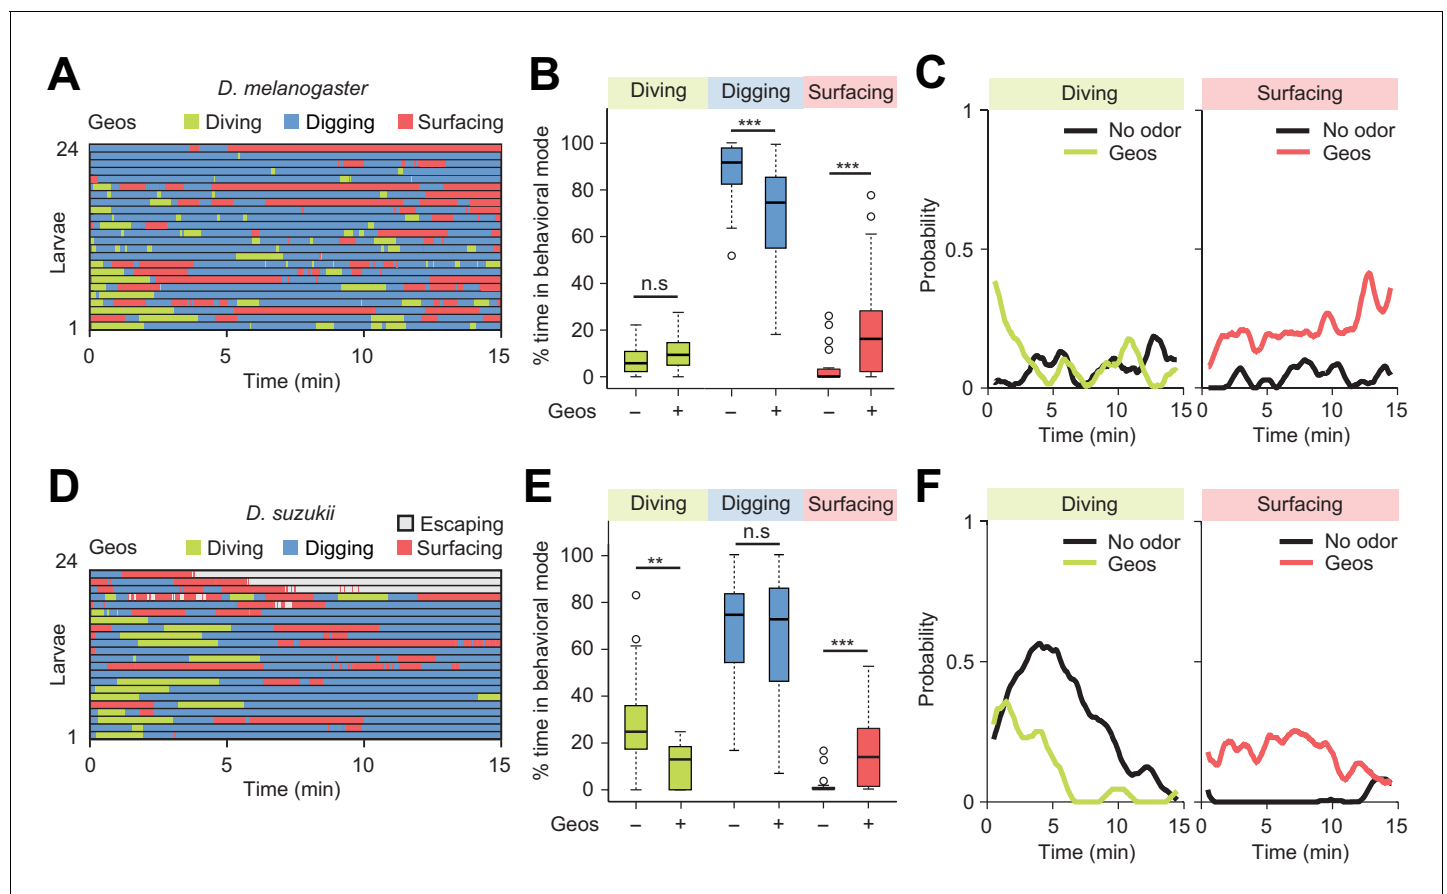 A
D. melanogaster
Geos Diving Digging Surfacing
24
Larvae
1
0 5 10 15
Time (min)
B
Diving Digging Surfacing
% time in behavioral mode
100
80
60
40
20
0
n.s
***
***
Geos – + – + – +
C
Diving Surfacing
No odor
Geos
No odor
Geos
Probability
1
0.5
0
0 5 10 15
Time (min)
0 5 10 15
Time (min)
D
D. suzukii
Escaping
Geos Diving Digging Surfacing
24
Larvae
1
0 5 10 15
Time (min)
E
Diving Digging Surfacing
% time in behavioral mode
100
80
60
40
20
0
**
n.s
***
Geos – + – + – +
F
Diving Surfacing
No odor
Geos
No odor
Geos
Probability
1
0.5
0
0 5 10 15
Time (min)
0 5 10 15
Time (min)